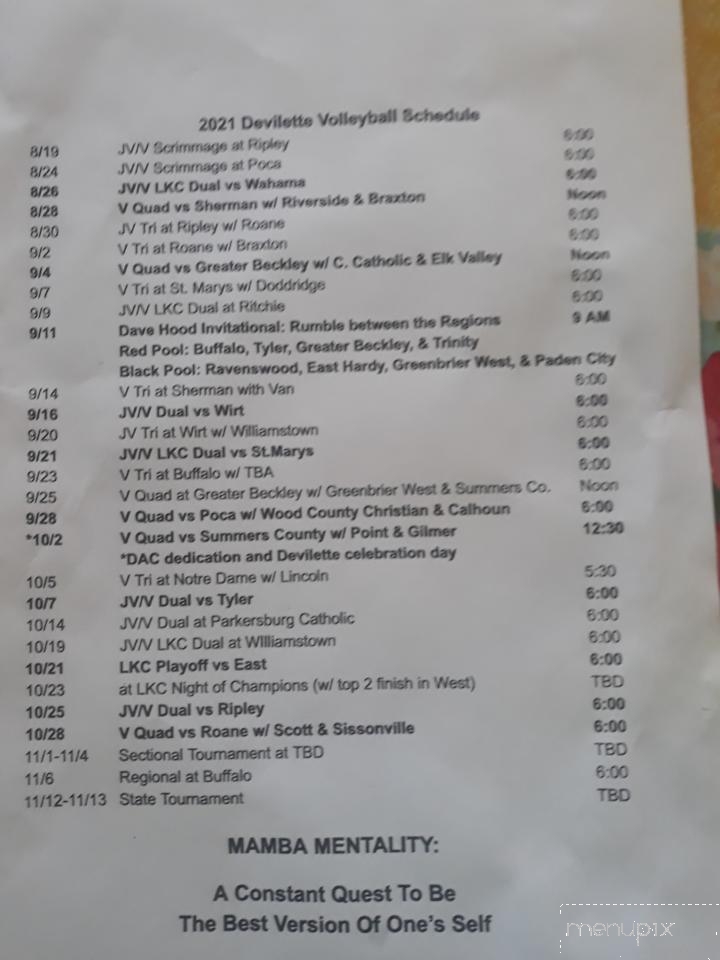 2021 Devilette Volleyball Schedule
8/19 JV/V Scrimmage at Ripley 6:00
8/24 JV/V Scrimmage at Poca 6:00
8/26 JV/V LKC Dual vs Wahama 6:00
8/28 V Quad vs Sherman w/ Riverside & Braxton Noon
8/30 JV Tri at Ripley w/ Roane 6:00
9/2 V Tri at Roane w/ Braxton 6:00
9/4 V Quad vs Greater Beckley w/ C. Catholic & Elk Valley Noon
9/7 V Tri at St. Marys w/ Doddridge 6:00
9/9 JV/V LKC Dual at Ritchie 6:00
9/11 Dave Hood Invitational: Rumble between the Regions 9 AM
Red Pool: Buffalo, Tyler, Greater Beckley, & Trinity
Black Pool: Ravenswood, East Hardy, Greenbrier West, & Paden City
9/14 V Tri at Sherman with Van 6:00
9/16 JV/V Dual vs Wirt 6:00
9/20 JV Tri at Wirt w/ Williamstown 6:00
9/21 JV/V LKC Dual vs St.Marys 6:00
9/23 V Tri at Buffalo w/ TBA 6:00
9/25 V Quad at Greater Beckley w/ Greenbrier West & Summers Co. Noon
9/28 V Quad vs Poca w/ Wood County Christian & Calhoun 6:00
*10/2 V Quad vs Summers County w/ Point & Gilmer 12:30
*DAC dedication and Devilette celebration day
10/5 V Tri at Notre Dame w/ Lincoln 5:30
10/7 JV/V Dual vs Tyler 6:00
10/14 JV/V Dual at Parkersburg Catholic 6:00
10/19 JV/V LKC Dual at WIlliamstown 6:00
10/21 LKC Playoff vs East 6:00
10/23 at LKC Night of Champions (w/ top 2 finish in West) TBD
10/25 JV/V Dual vs Ripley 6:00
10/28 V Quad vs Roane w/ Scott & Sissonville 6:00
11/1-11/4 Sectional Tournament at TBD TBD
11/6 Regional at Buffalo 6:00
11/12-11/13 State Tournament TBD
MAMBA MENTALITY:
A Constant Quest To Be
The Best Version Of One's Self
menupix